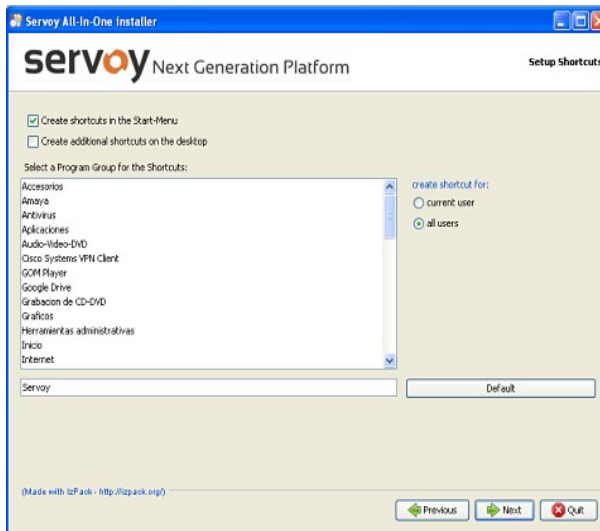 Servoy All-In-One installer
servoy Next Generation Platform
Setup Shortcuts
Create shortcuts in the Start-Menu
Create additional shortcuts on the desktop
Select a Program Group for the Shortcuts:
Accesorios
Amaya
Antivirus
Aplicaciones
Audio-Video-DVD
Cisco Systems VPN Client
GOM Player
Google Drive
Grabacion de CD-DVD
Graficos
Herramientas administrativas
Inicio
Internet
create shortcut for:
current user
all users
Servoy
Default
(Made with IzPack - http://izpack.org/)
Previous
Next
Quit